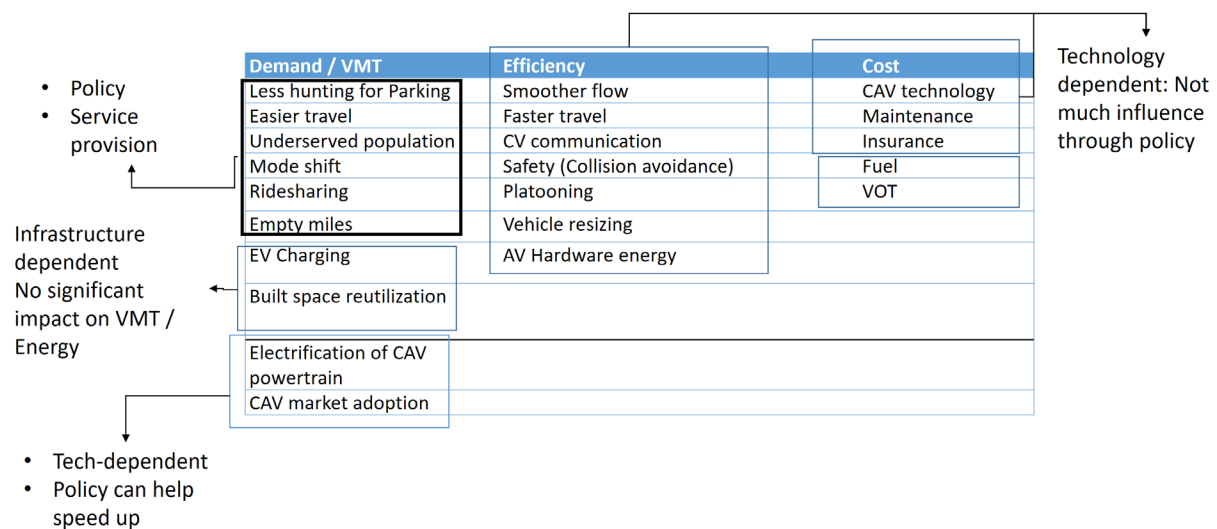 Demand / VMT Efficiency Cost
Less hunting for Parking Smoother flow CAV technology
Easier travel Faster travel Maintenance
Underserved population CV communication Insurance
Mode shift Safety (Collision avoidance) Fuel
Ridesharing Platooning VOT
Empty miles Vehicle resizing
EV Charging AV Hardware energy
Built space reutilization
Electrification of CAV
powertrain
CAV market adoption
• Policy
• Service
provision
Infrastructure
dependent
No significant
impact on VMT /
Energy
• Tech-dependent
• Policy can help
speed up
Technology
dependent: Not
much influence
through policy